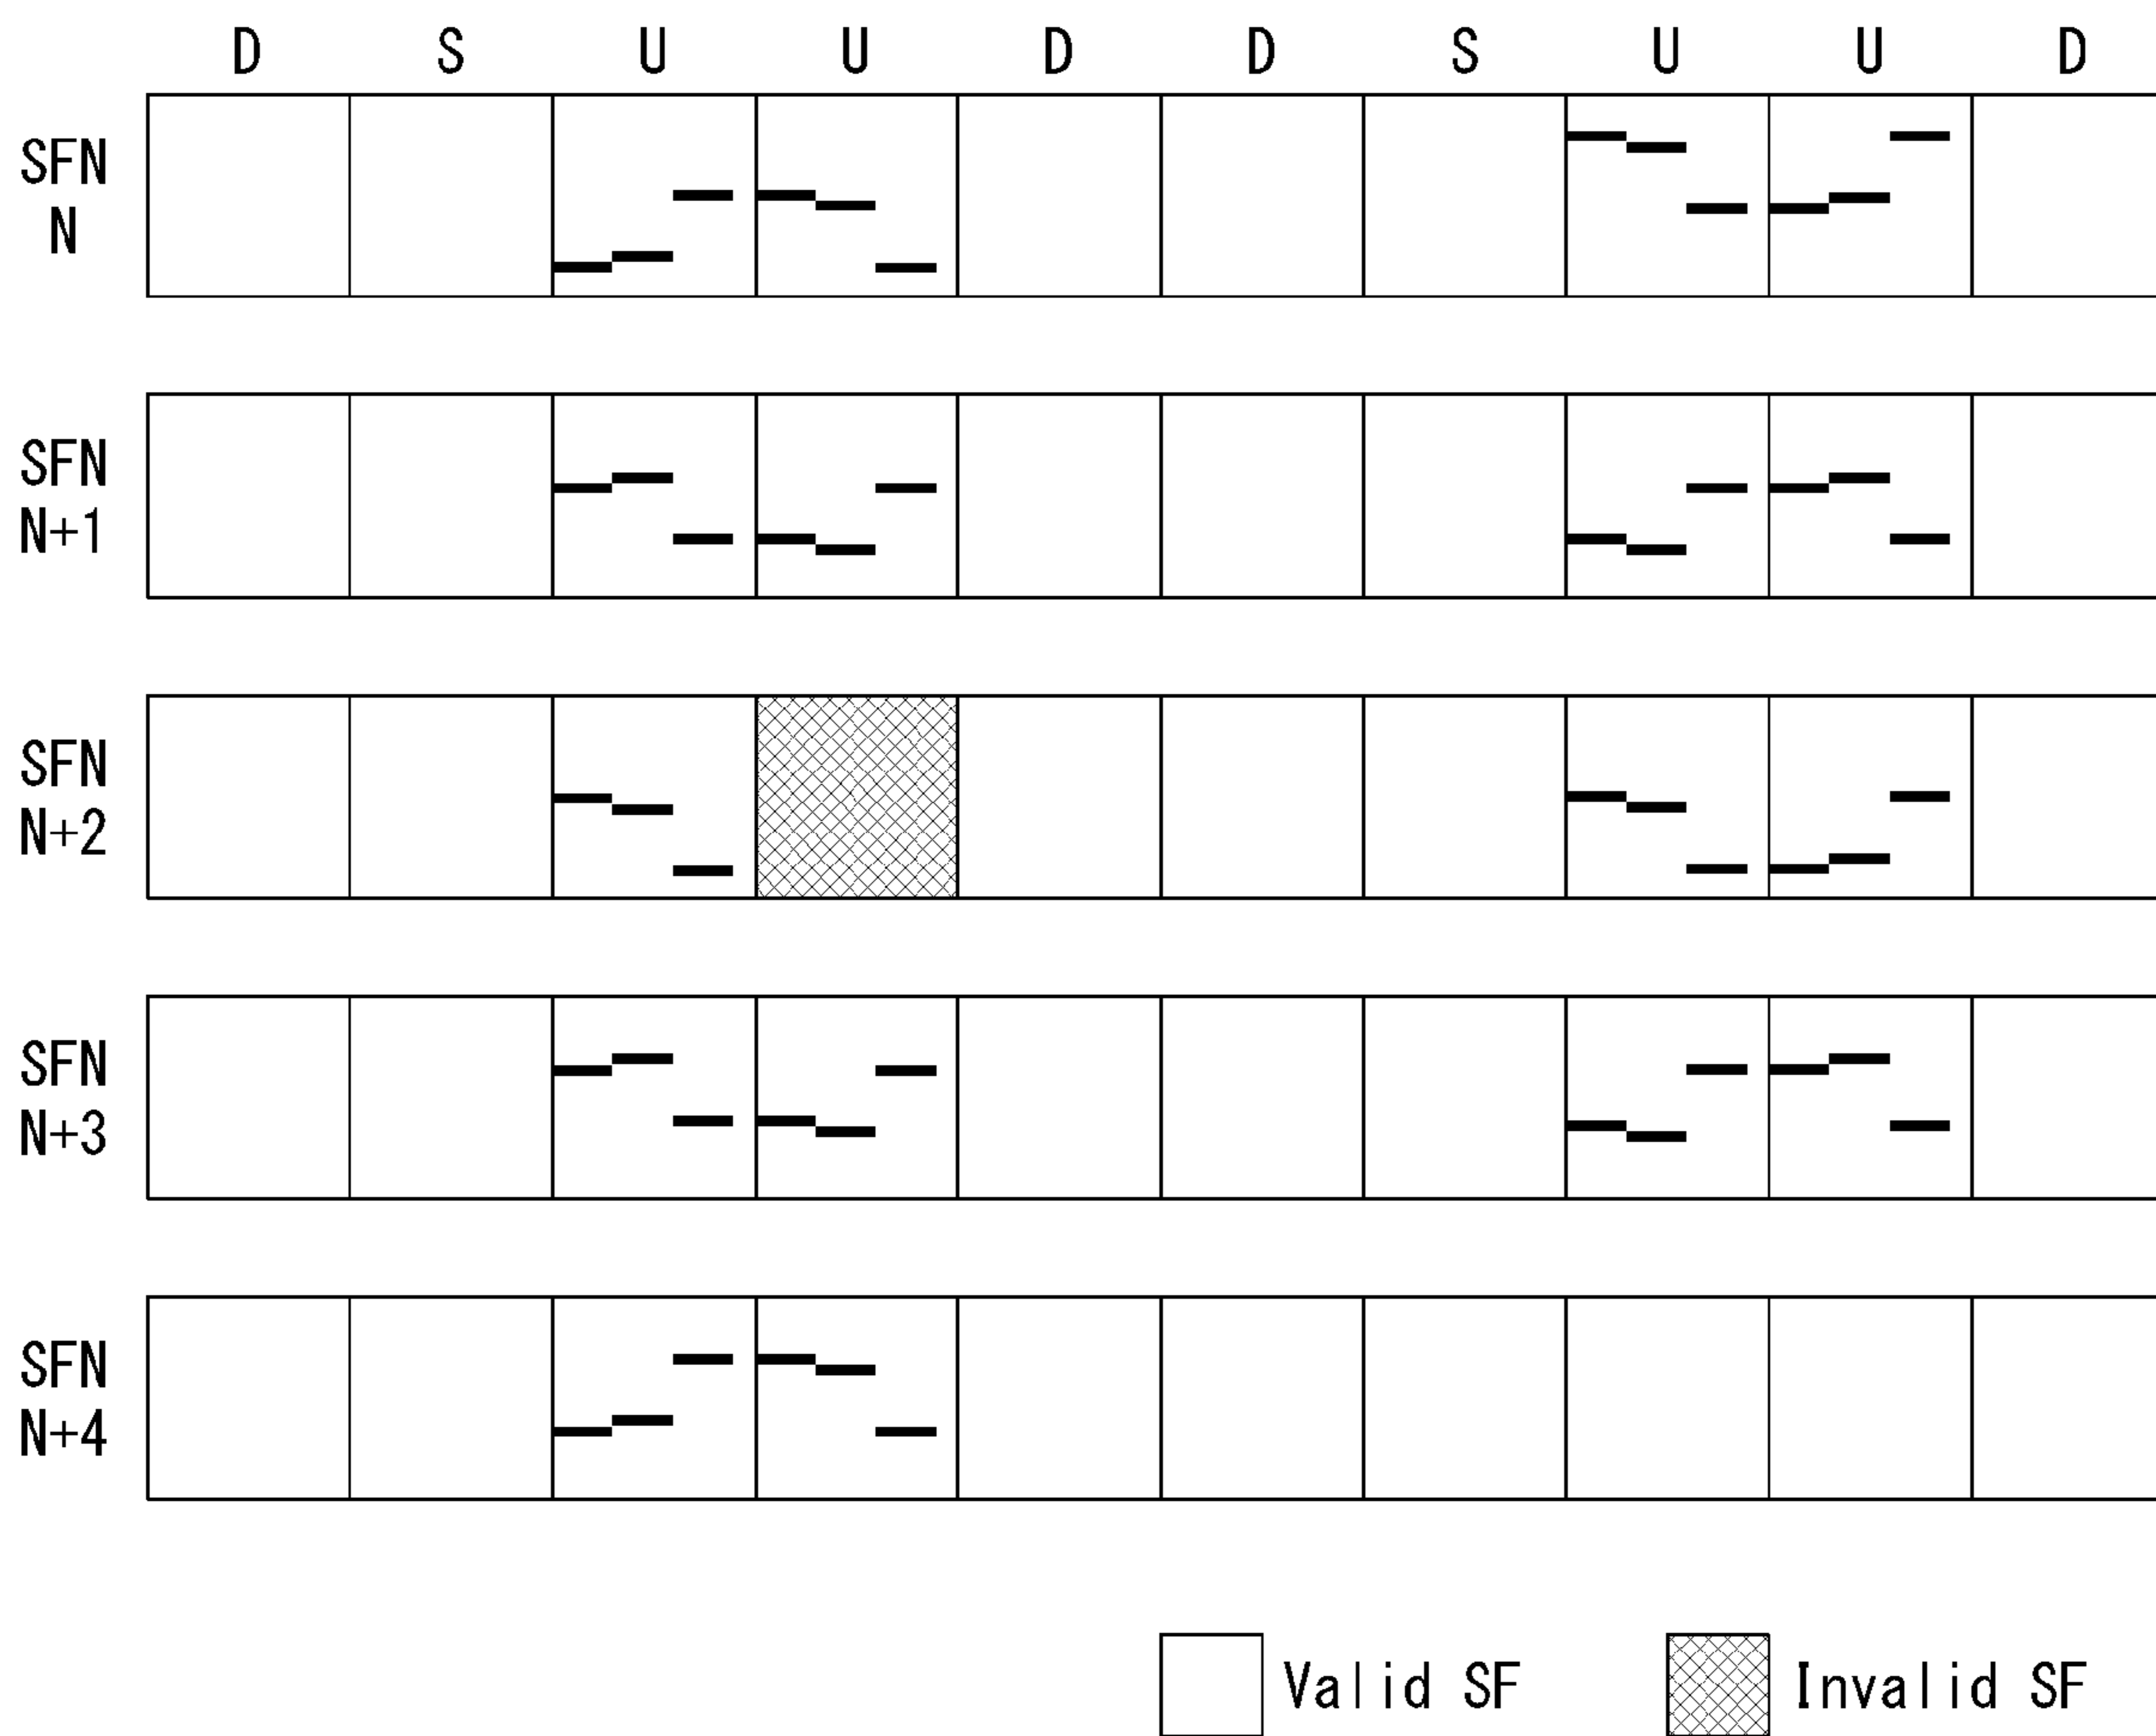 D S U U D D S U U D
SFN
N
SFN
N+1
SFN
N+2
SFN
N+3
SFN
N+4
Valid SF Invalid SF